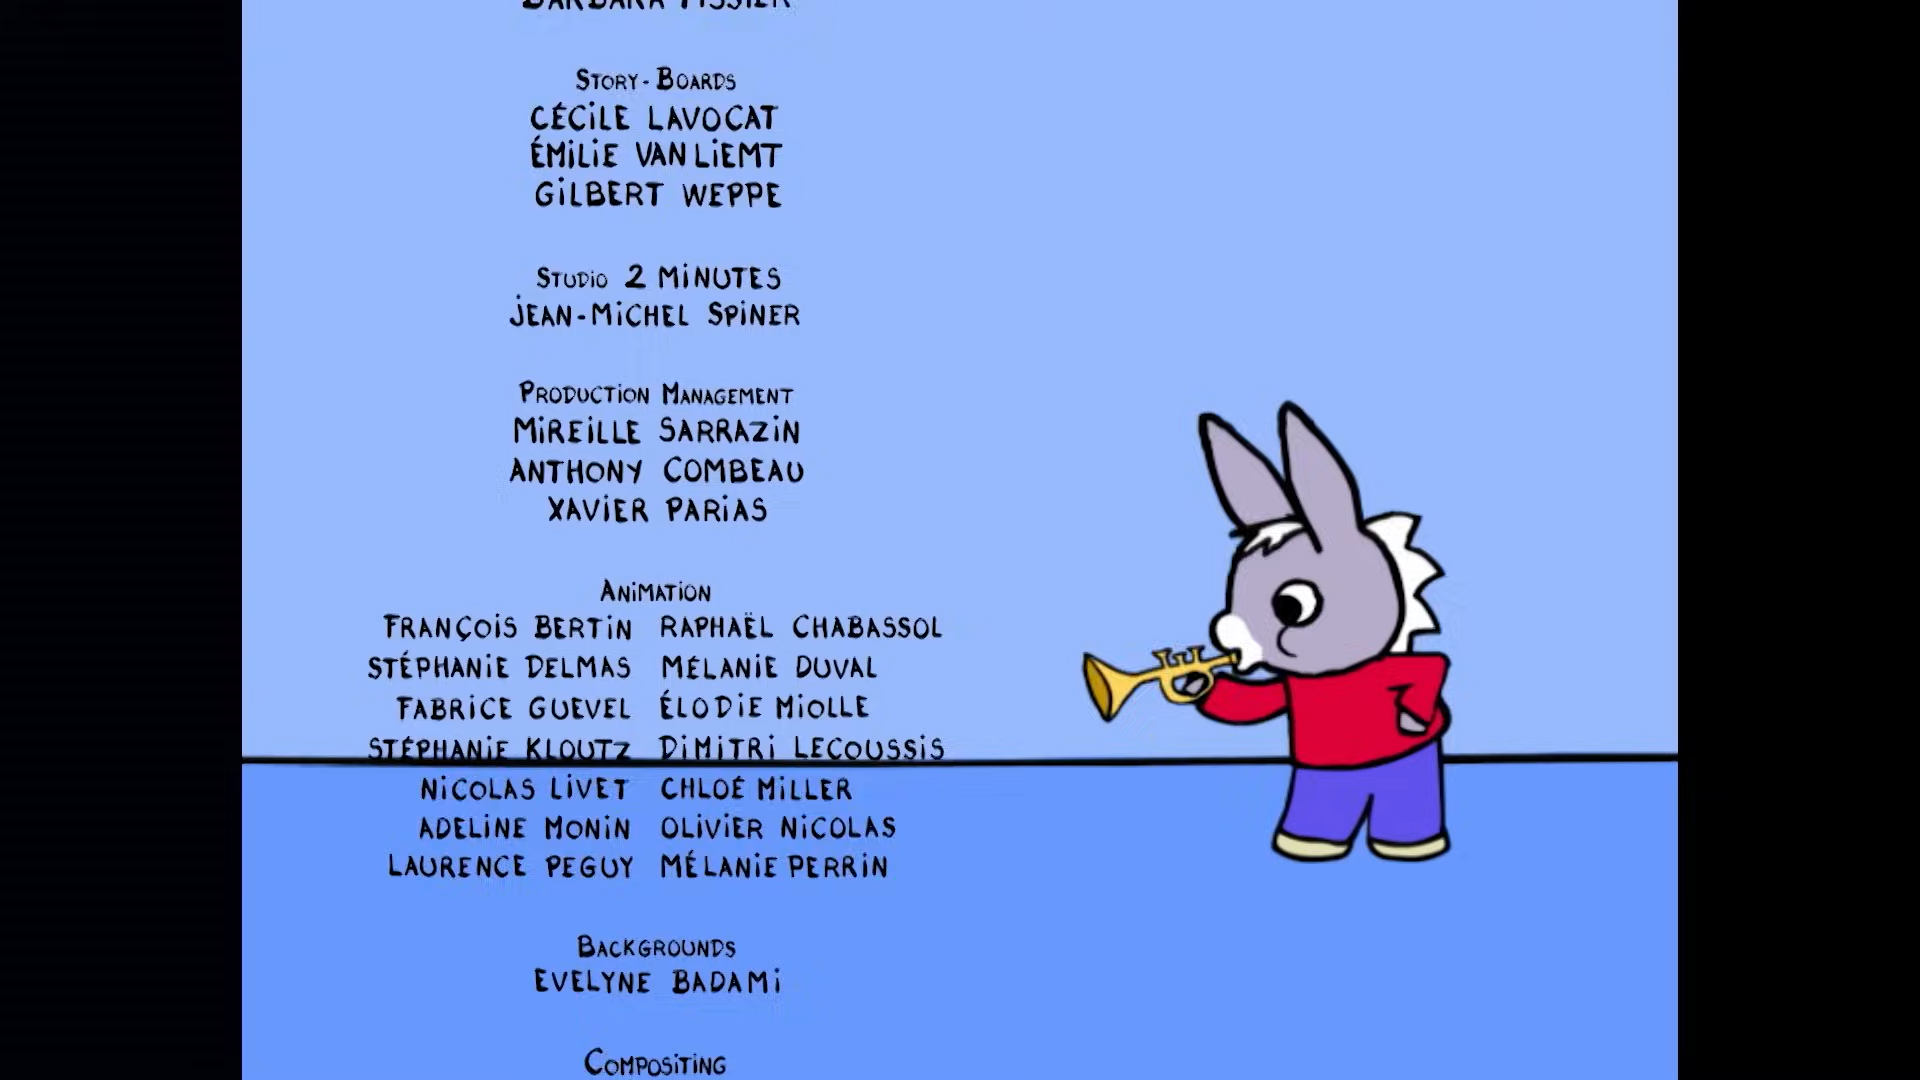 BARBARA TISSIER
STORY-BOARDS
CÉCiLE LAVOCAT
ÉMiLiE VAN LiEMT
GiLBERT WEPPE
STUDiO 2 MiNUTES
JEAN-MiCHEL SPiNER
PRODUCTiON MANAGEMENT
MiREiLLE SARRAZiN
ANTHONY COMBEAU
XAViER PARiAS
ANiMATiON
FRANÇOiS BERTiN RAPHAËL CHABASSOL
STÉPHANiE DELMAS MÉLANiE DUVAL
FABRiCE GUEVEL ÉLODiE MiOLLE
STÉPHANiE KLOUTZ DiMiTRi LECOUSSiS
NiCOLAS LiVET CHLOÉ MiLLER
ADELiNE MONiN OLiViER NiCOLAS
LAURENCE PEGUY MÉLANiE PERRiN
BACKGROUNDS
EVELYNE BADAMi
COMPOSiTiNG